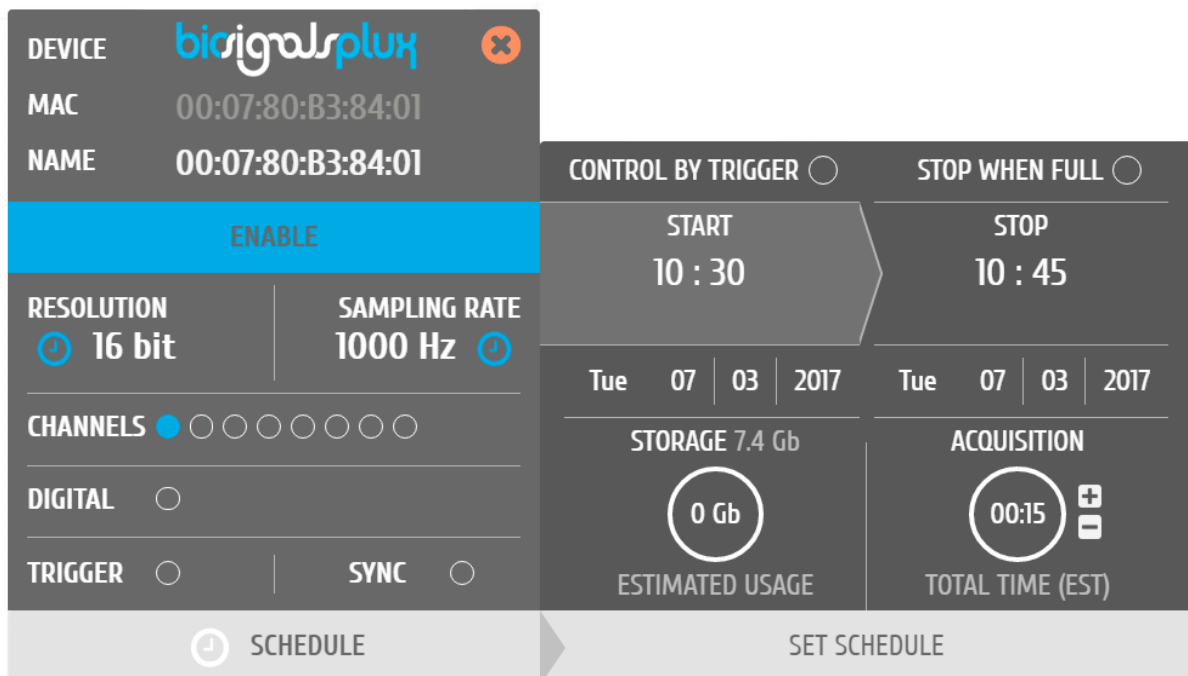 DEVICE biosignalsplux
MAC 00:07:80:B3:84:01
NAME 00:07:80:B3:84:01
ENABLE
RESOLUTION SAMPLING RATE
16 bit 1000 Hz
CHANNELS
DIGITAL
TRIGGER SYNC
SCHEDULE
CONTROL BY TRIGGER STOP WHEN FULL
START STOP
10 : 30 10 : 45
Tue 07 03 2017 Tue 07 03 2017
STORAGE 7.4 Gb ACQUISITION
0 Gb 00:15 +
-
ESTIMATED USAGE TOTAL TIME (EST)
SET SCHEDULE